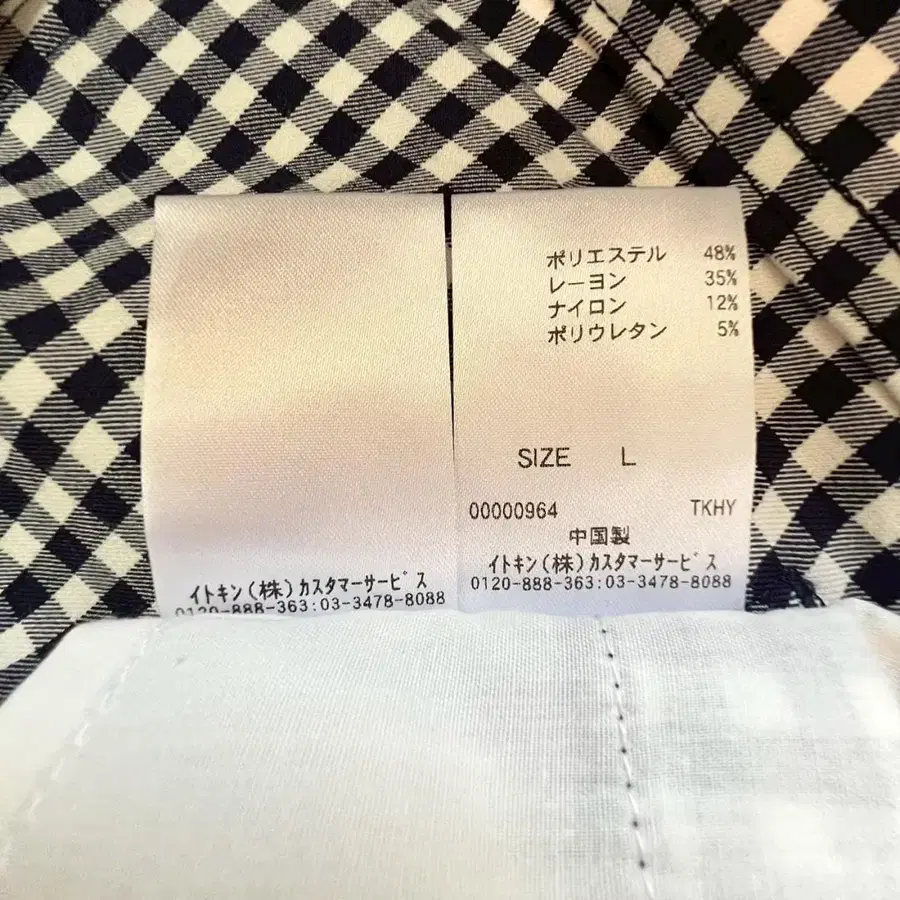 ポリエステル 48%
レーヨン 35%
ナイロン 12%
ポリウレタン 5%
SIZE L
00000964 TKHY
中国製
イトキン(株)カスタマーサービス
0120-888-363:03-3478-8088
イトキン(株)カスタマーサービス
0120-888-363:03-3478-8088